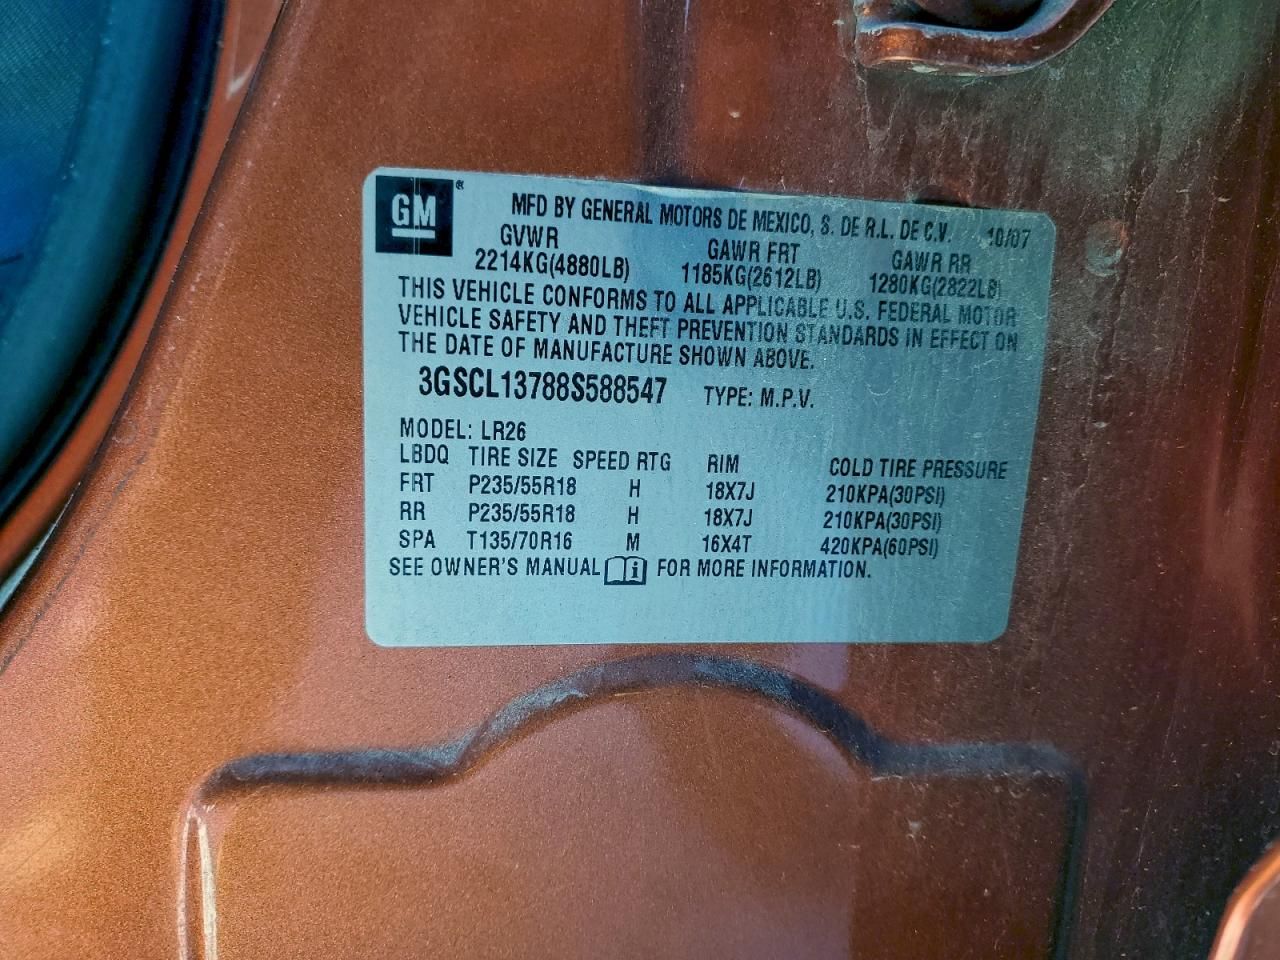 GM®
MFD BY GENERAL MOTORS DE MEXICO, S. DE R.L. DE C.V. 10/07
GVWR GAWR FRT GAWR RR
2214KG(4880LB) 1185KG(2612LB) 1280KG(2822LB)
THIS VEHICLE CONFORMS TO ALL APPLICABLE U.S. FEDERAL MOTOR
VEHICLE SAFETY AND THEFT PREVENTION STANDARDS IN EFFECT ON
THE DATE OF MANUFACTURE SHOWN ABOVE.
3GSCL13788S588547 TYPE: M.P.V.
MODEL: LR26
LBDQ TIRE SIZE SPEED RTG RIM COLD TIRE PRESSURE
FRT P235/55R18 H 18X7J 210KPA(30PSI)
RR P235/55R18 H 18X7J 210KPA(30PSI)
SPA T135/70R16 M 16X4T 420KPA(60PSI)
SEE OWNER'S MANUAL i FOR MORE INFORMATION.